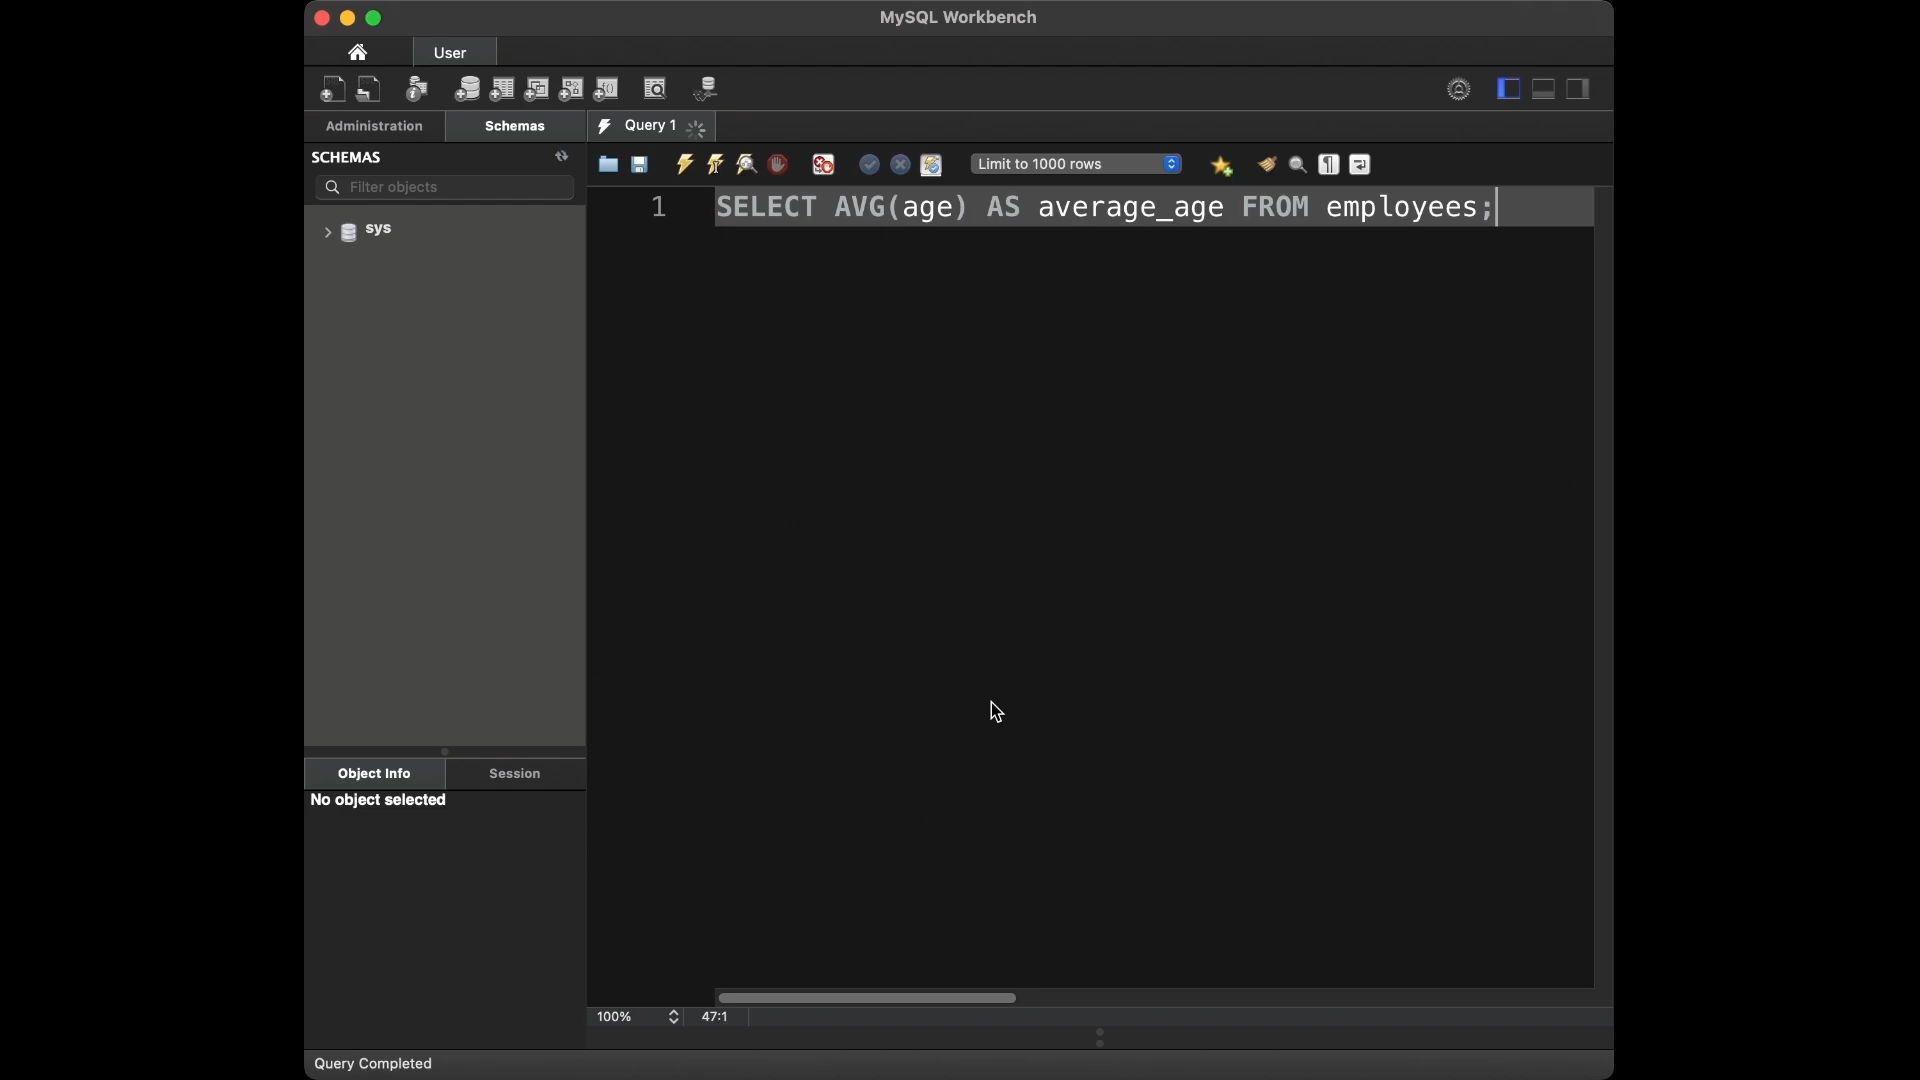 MySQL Workbench
User
Administration
Schemas
Query 1
SCHEMAS
Filter objects
Limit to 1000 rows
1 SELECT AVG(age) AS average_age FROM employees;
sys
Object Info
Session
No object selected
100%
47:1
Query Completed